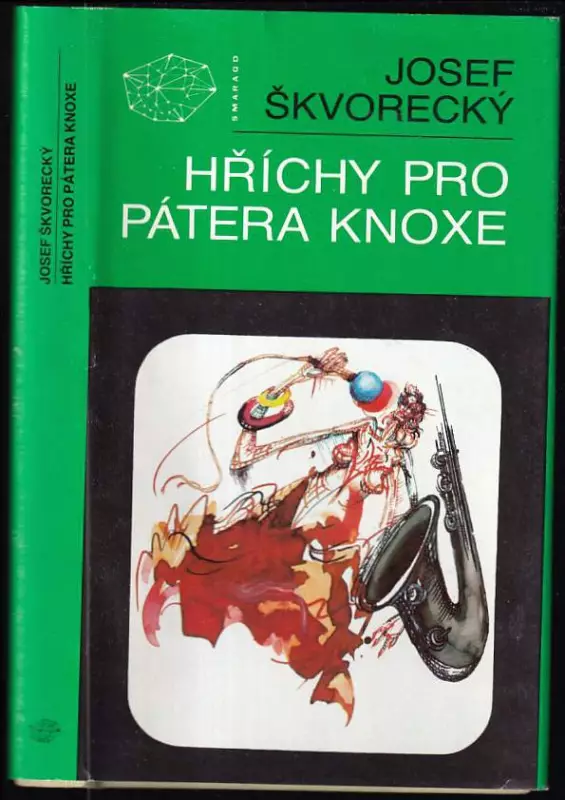 SMARAGD
JOSEF
ŠKVORECKÝ
HŘÍCHY PRO
PÁTERA KNOXE
JOSEF ŠKVORECKÝ
HŘÍCHY PRO PÁTERA KNOXE